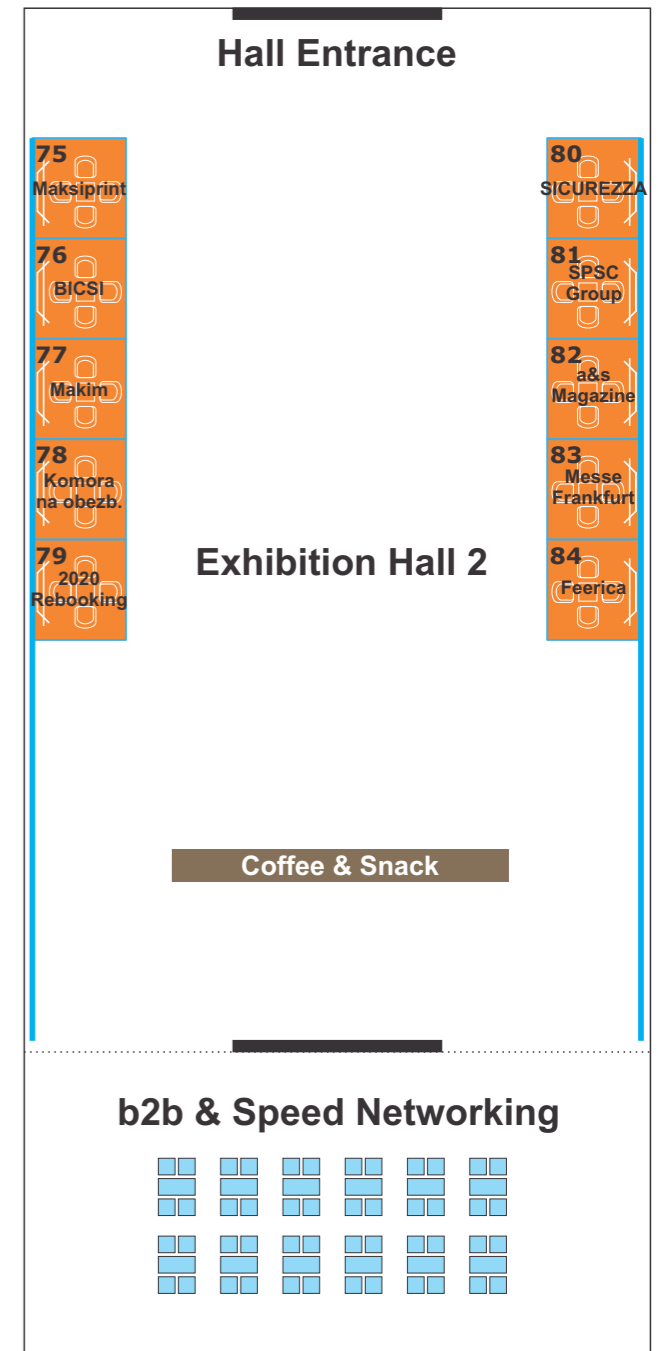 Hall Entrance
75
Maksiprint
76
BICSI
77
Makim
78
Komora
na obezb.
79
2020
Rebooking
80
SICUREZZA
81
SPSC
Group
82
a&s
Magazine
83
Messe
Frankfurt
84
Feerica
Exhibition Hall 2
Coffee & Snack
b2b & Speed Networking